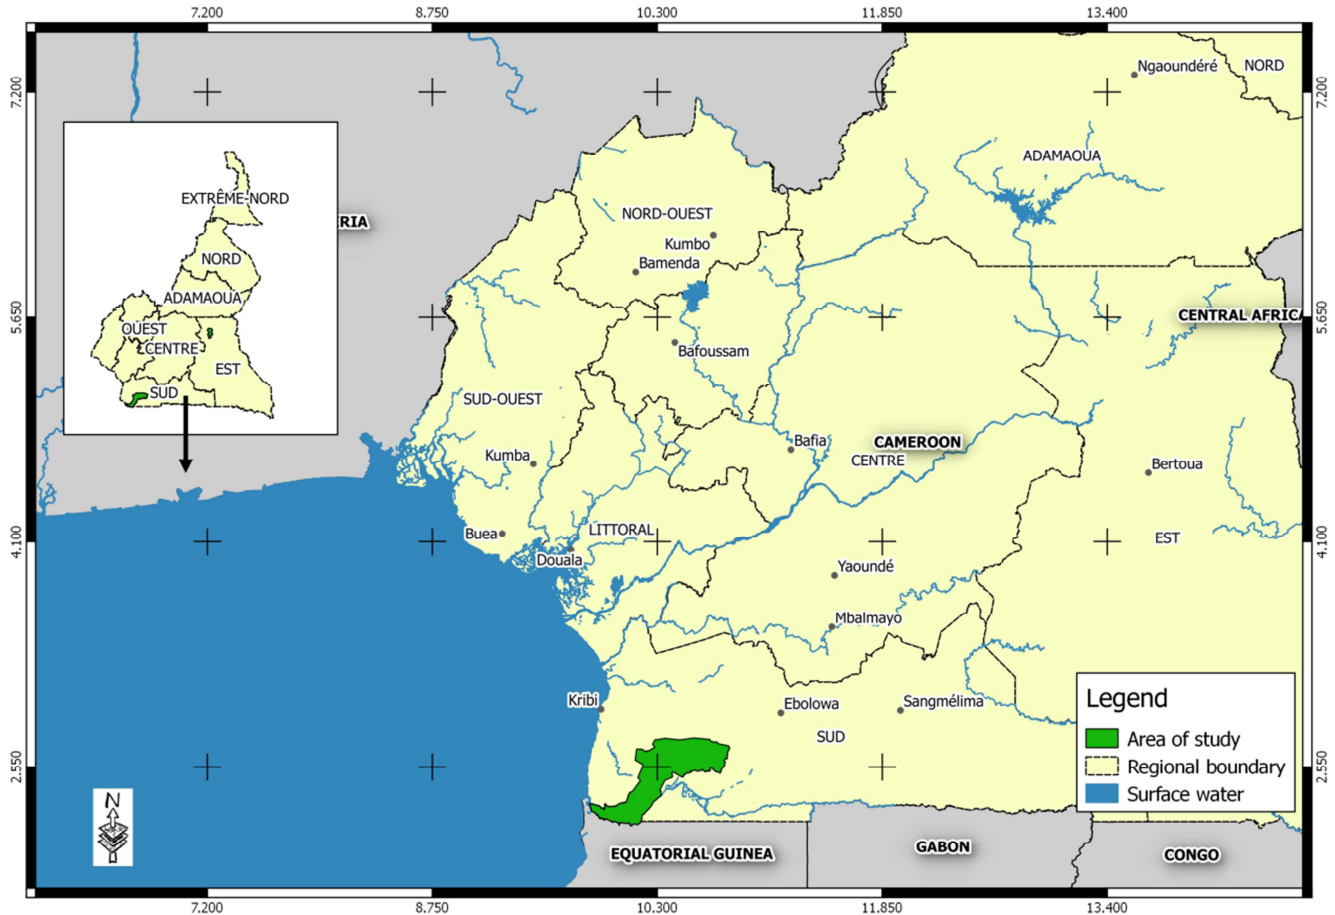 7.200 8.750 10.300 11.850 13.400
Ngaoundéré NORD
7.200 7.200
ADAMAOUA
EXTRÊME-NORD
NORD-OUEST
ERIA
Kumbo
NORD
Bamenda
ADAMAOUA
5.650 CENTRAL AFRICA 5.650
OUEST
CENTRE
Bafoussam
EST
SUD
SUD-OUEST
Bafia CAMEROON
Kumba CENTRE Bertoua
Buea LITTORAL
4.100 EST 4.100
Douala
Yaoundé
Mbalmayo
Legend
Kribi Ebolowa Sangmélima
SUD Area of study
2.550 Regional boundary 2.550
Surface water
N
EQUATORIAL GUINEA GABON CONGO
7.200 8.750 10.300 11.850 13.400